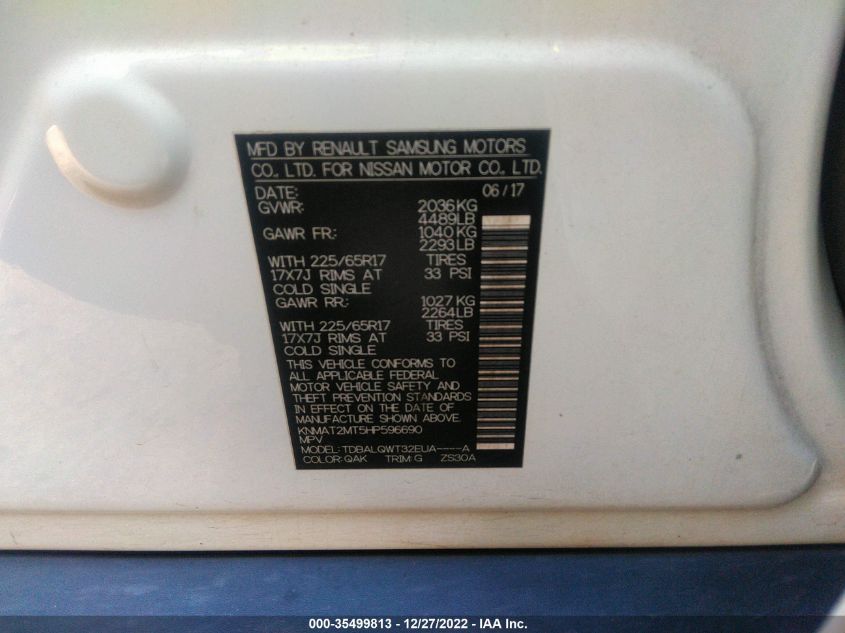 MFD BY RENAULT SAMSUNG MOTORS
CO., LTD. FOR NISSAN MOTOR CO., LTD.
DATE: 06/17
GVWR: 2036KG
4489LB
GAWR FR: 1040KG
2293LB
WITH 225/65R17 TIRES
17X7J RIMS AT 33 PSI
COLD SINGLE
GAWR RR: 1027KG
2264LB
WITH 225/65R17 TIRES
17X7J RIMS AT 33 PSI
COLD SINGLE
THIS VEHICLE CONFORMS TO
ALL APPLICABLE FEDERAL
MOTOR VEHICLE SAFETY AND
THEFT PREVENTION STANDARDS
IN EFFECT ON THE DATE OF
MANUFACTURE SHOWN ABOVE.
KNMAT2MT5HP596690
MPV
MODEL:TDBALQWT32EUA----A
COLOR:QAK TRIM:G ZS30A
000-35499813 - 12/27/2022 - IAA Inc.